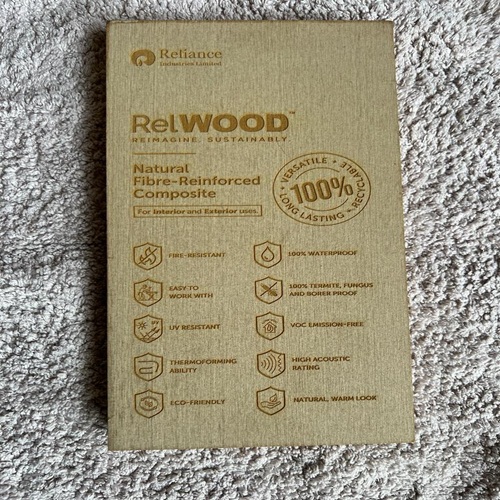 Reliance
Industries Limited
RelWOOD™
REIMAGINE. SUSTAINABLY.
Natural
Fibre-Reinforced
Composite
For Interior and Exterior uses.
• VERSATILE • RECYCLABLE • LONG LASTING
100%
FIRE-RESISTANT
100% WATERPROOF
EASY TO
WORK WITH
100% TERMITE, FUNGUS
AND BORER PROOF
UV RESISTANT
VOC EMISSION-FREE
THERMOFORMING
ABILITY
HIGH ACOUSTIC
RATING
ECO-FRIENDLY
NATURAL, WARM LOOK